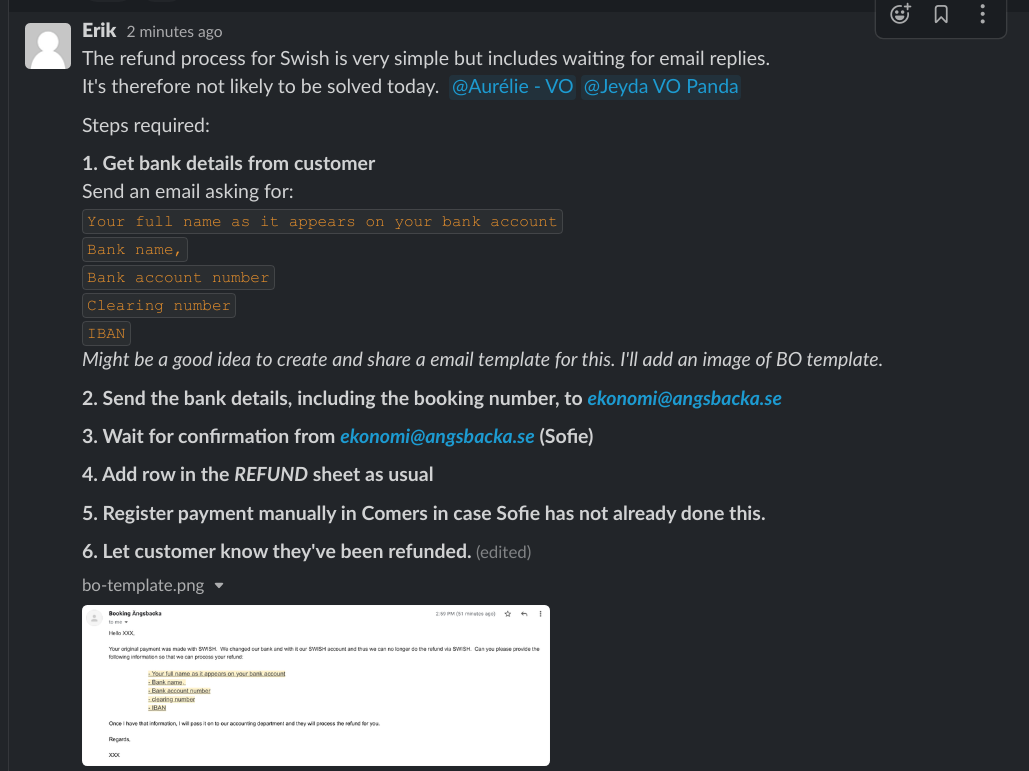 Erik 2 minutes ago
The refund process for Swish is very simple but includes waiting for email replies.
It's therefore not likely to be solved today. @Aurélie - VO @Jeyda VO Panda
Steps required:
1. Get bank details from customer
Send an email asking for:
Your full name as it appears on your bank account
Bank name,
Bank account number
Clearing number
IBAN
Might be a good idea to create and share a email template for this. I'll add an image of BO template.
2. Send the bank details, including the booking number, to ekonomi@angsbacka.se
3. Wait for confirmation from ekonomi@angsbacka.se (Sofie)
4. Add row in the REFUND sheet as usual
5. Register payment manually in Comers in case Sofie has not already done this.
6. Let customer know they've been refunded. (edited)
bo-template.png
Booking Ängsbacka 2:59 PM (51 minutes ago)
to me
Hello XXX,
Your original payment was made with SWISH. We changed our bank and with it our SWISH account and thus we can no longer do the refund via SWISH. Can you please provide the
following information so that we can process your refund:
- Your full name as it appears on your bank account
- Bank name,
- Bank account number
- clearing number
- IBAN
Once I have that information, I will pass it on to our accounting department and they will process the refund for you.
Regards,
XXX